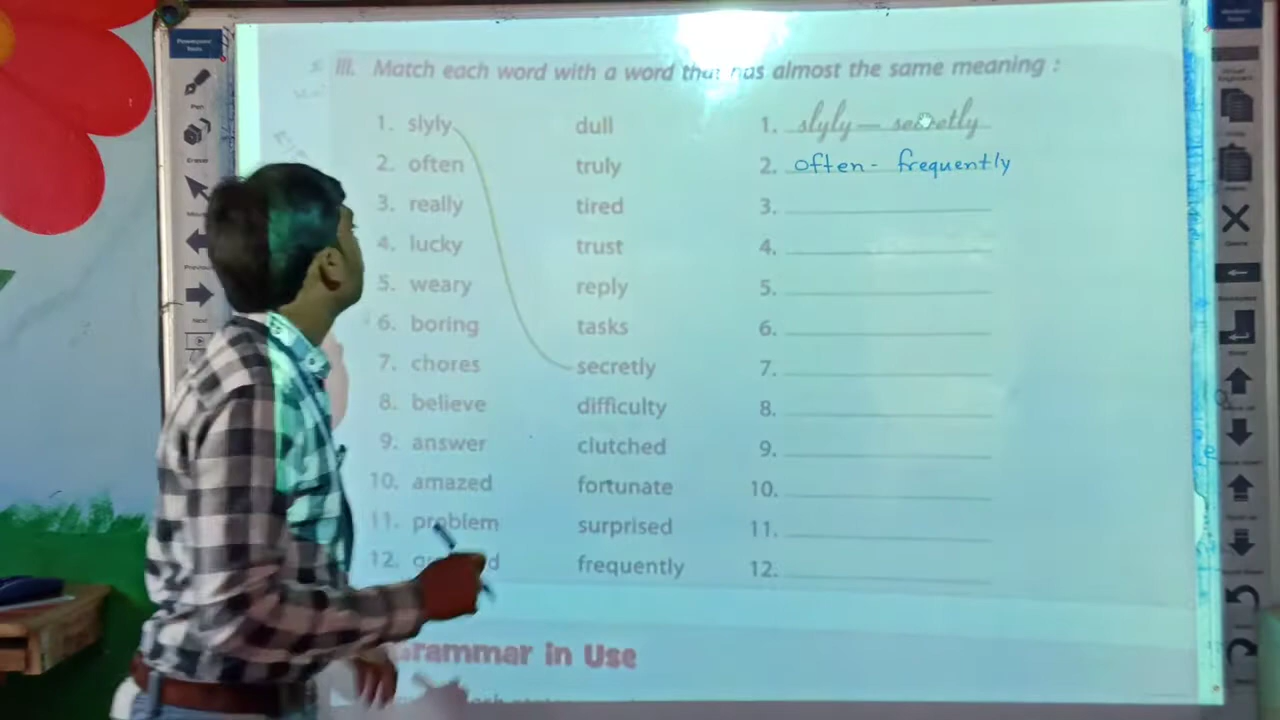 III. Match each word with a word that has almost the same meaning :
1. slyly dull 1. slyly — secretly
2. often truly 2. often - frequently
3. really tired 3.
4. lucky trust 4.
5. weary reply 5.
6. boring tasks 6.
7. chores secretly 7.
8. believe difficulty 8.
9. answer clutched 9.
10. amazed fortunate 10.
11. problem surprised 11.
12. frequently 12.
Grammar in Use